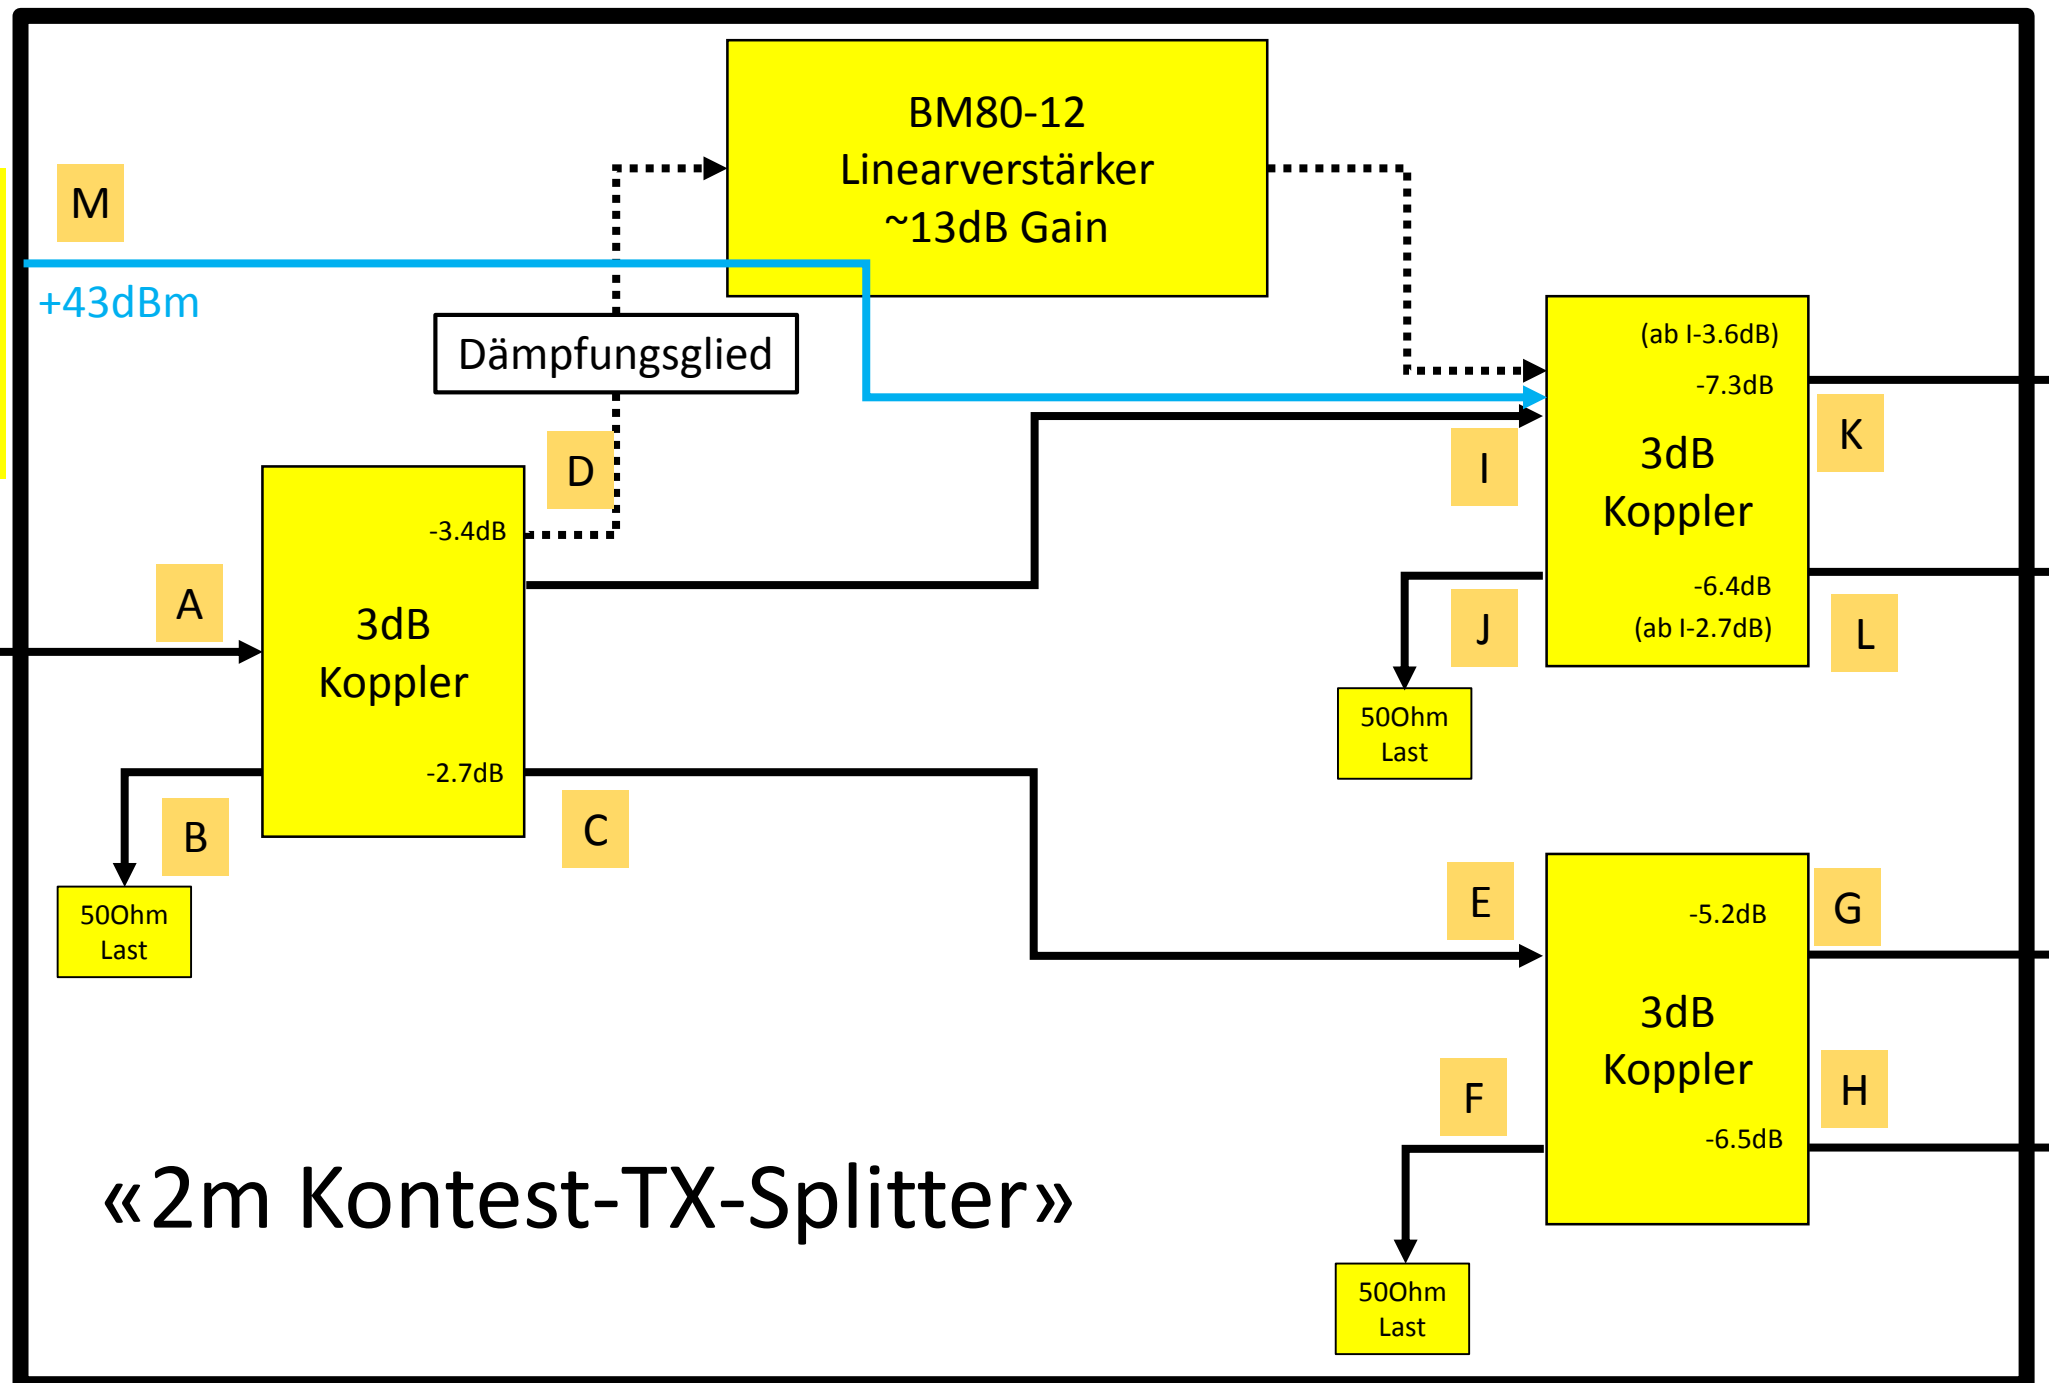 BM80-12
Linearverstärker
~13dB Gain
M
+43dBm
Dämpfungsglied
(ab I-3.6dB)
-7.3dB
K
3dB
Koppler
I
D
-3.4dB
A
3dB
Koppler
-2.7dB
-6.4dB
(ab I-2.7dB)
J
L
50Ohm
Last
B
C
50Ohm
Last
E
-5.2dB
G
3dB
Koppler
F
H
-6.5dB
«2m Kontest-TX-Splitter»
50Ohm
Last